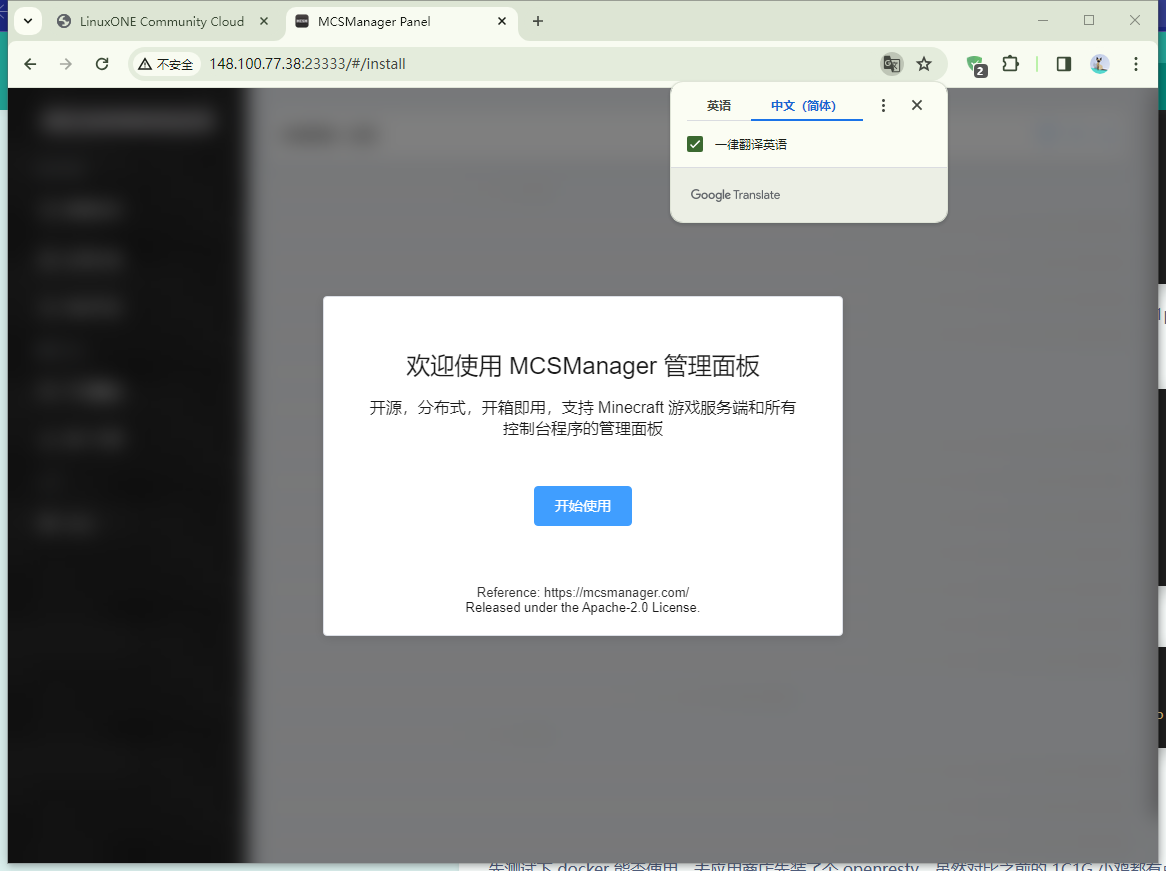 LinuxONE Community Cloud
MCSManager Panel
不安全
148.100.77.38:23333/#/install
2
英语
中文（简体）
一律翻译英语
Google Translate
欢迎使用 MCSManager 管理面板
开源，分布式，开箱即用，支持 Minecraft 游戏服务端和所有
控制台程序的管理面板
开始使用
Reference: https://mcsmanager.com/
Released under the Apache-2.0 License.